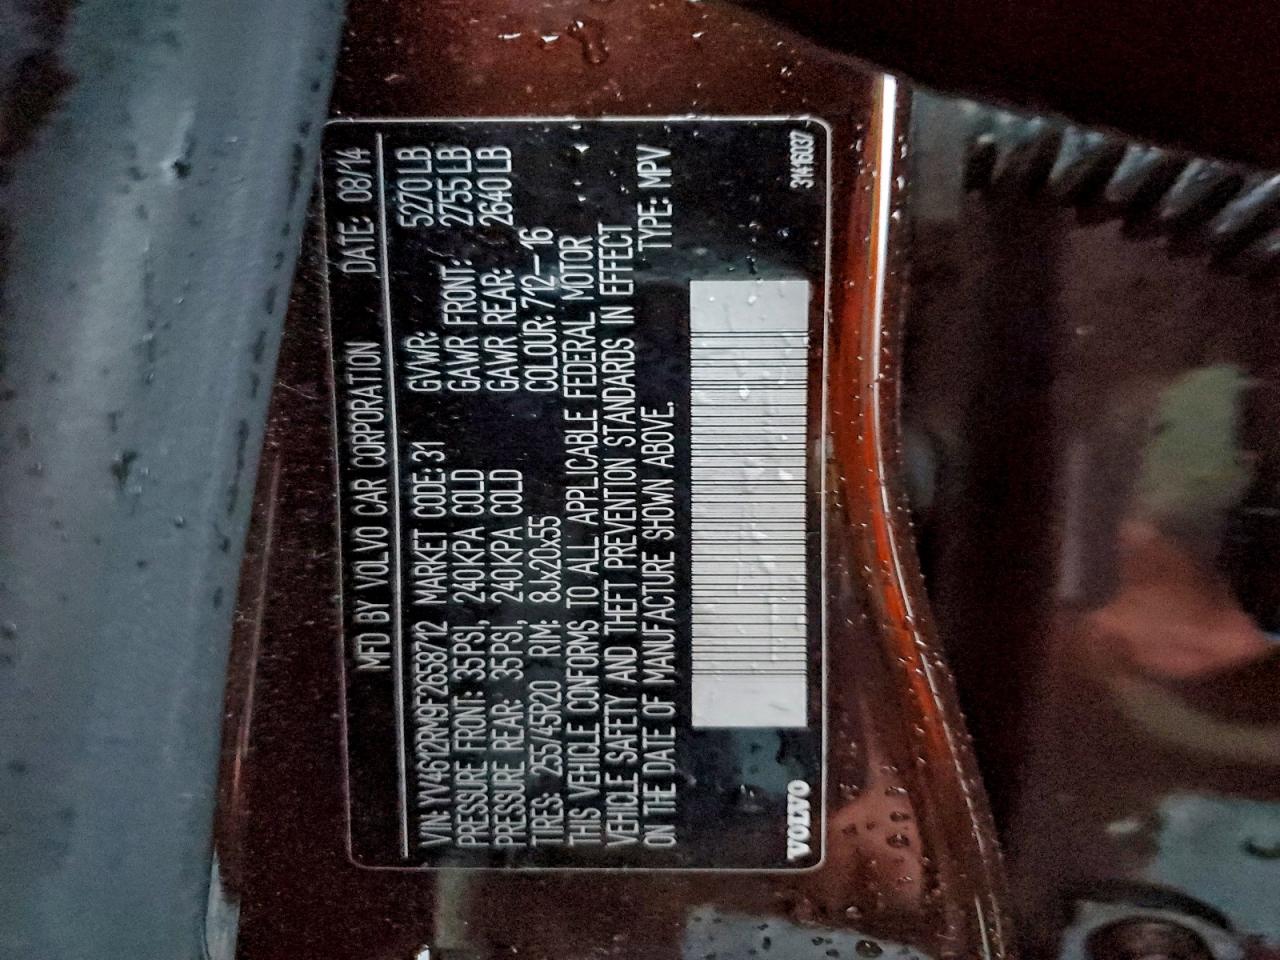 MFD BY VOLVO CAR CORPORATION DATE: 08/14
VIN: YV4612RM9F2658712 MARKET CODE: 31 GVWR: 5270 LB
PRESSURE FRONT: 35PSI, 240KPA COLD GAWR FRONT: 2755 LB
PRESSURE REAR: 35PSI, 240KPA COLD GAWR REAR: 2640 LB
TIRES: 255/45R20 RIM: 8Jx20x55 COLOUR: 712-16
THIS VEHICLE CONFORMS TO ALL APPLICABLE FEDERAL MOTOR
VEHICLE SAFETY AND THEFT PREVENTION STANDARDS IN EFFECT
ON THE DATE OF MANUFACTURE SHOWN ABOVE. TYPE: MPV
VOLVO 31416037